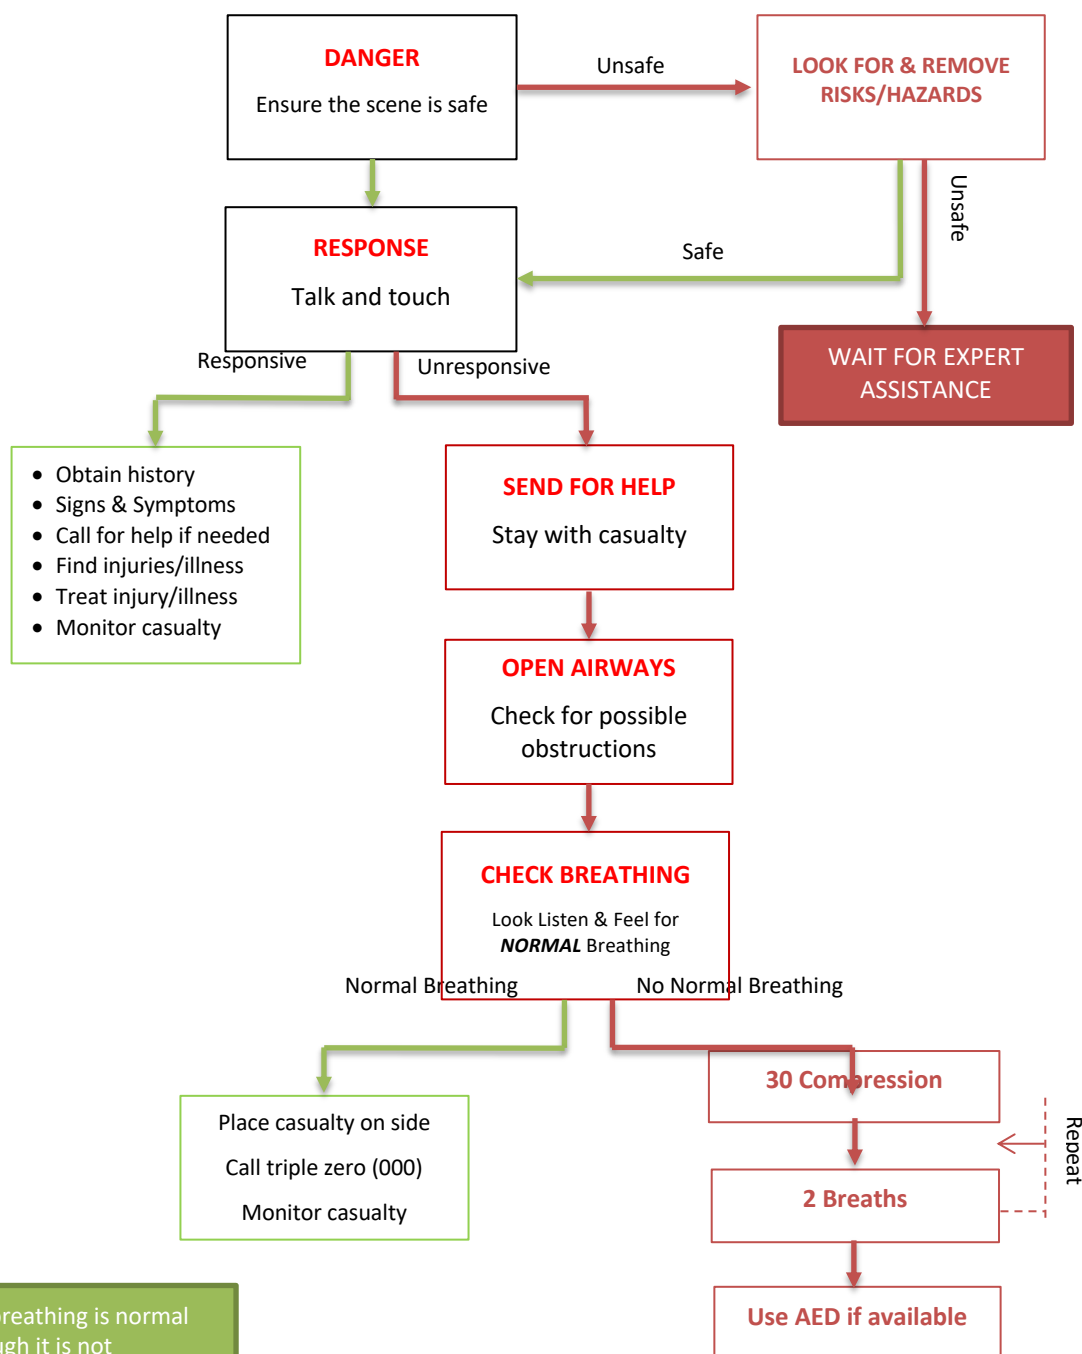 DANGER
Ensure the scene is safe
Unsafe
LOOK FOR & REMOVE
RISKS/HAZARDS
Unsafe
Safe
RESPONSE
Talk and touch
WAIT FOR EXPERT
ASSISTANCE
Responsive
Unresponsive
• Obtain history
• Signs & Symptoms
• Call for help if needed
• Find injuries/illness
• Treat injury/illness
• Monitor casualty
SEND FOR HELP
Stay with casualty
OPEN AIRWAYS
Check for possible
obstructions
CHECK BREATHING
Look Listen & Feel for
NORMAL Breathing
Normal Breathing
No Normal Breathing
Place casualty on side
Call triple zero (000)
Monitor casualty
30 Compression
Repeat
2 Breaths
Use AED if available
breathing is normal
it is not